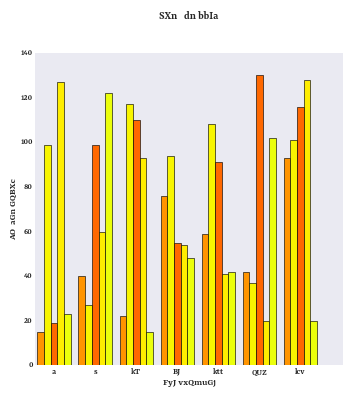 SXn dn bbIa
AO aGn GQBXc
140
120
100
80
60
40
20
0
a s kT BJ ktt QUZ lcv
FyJ vxQmuGJ